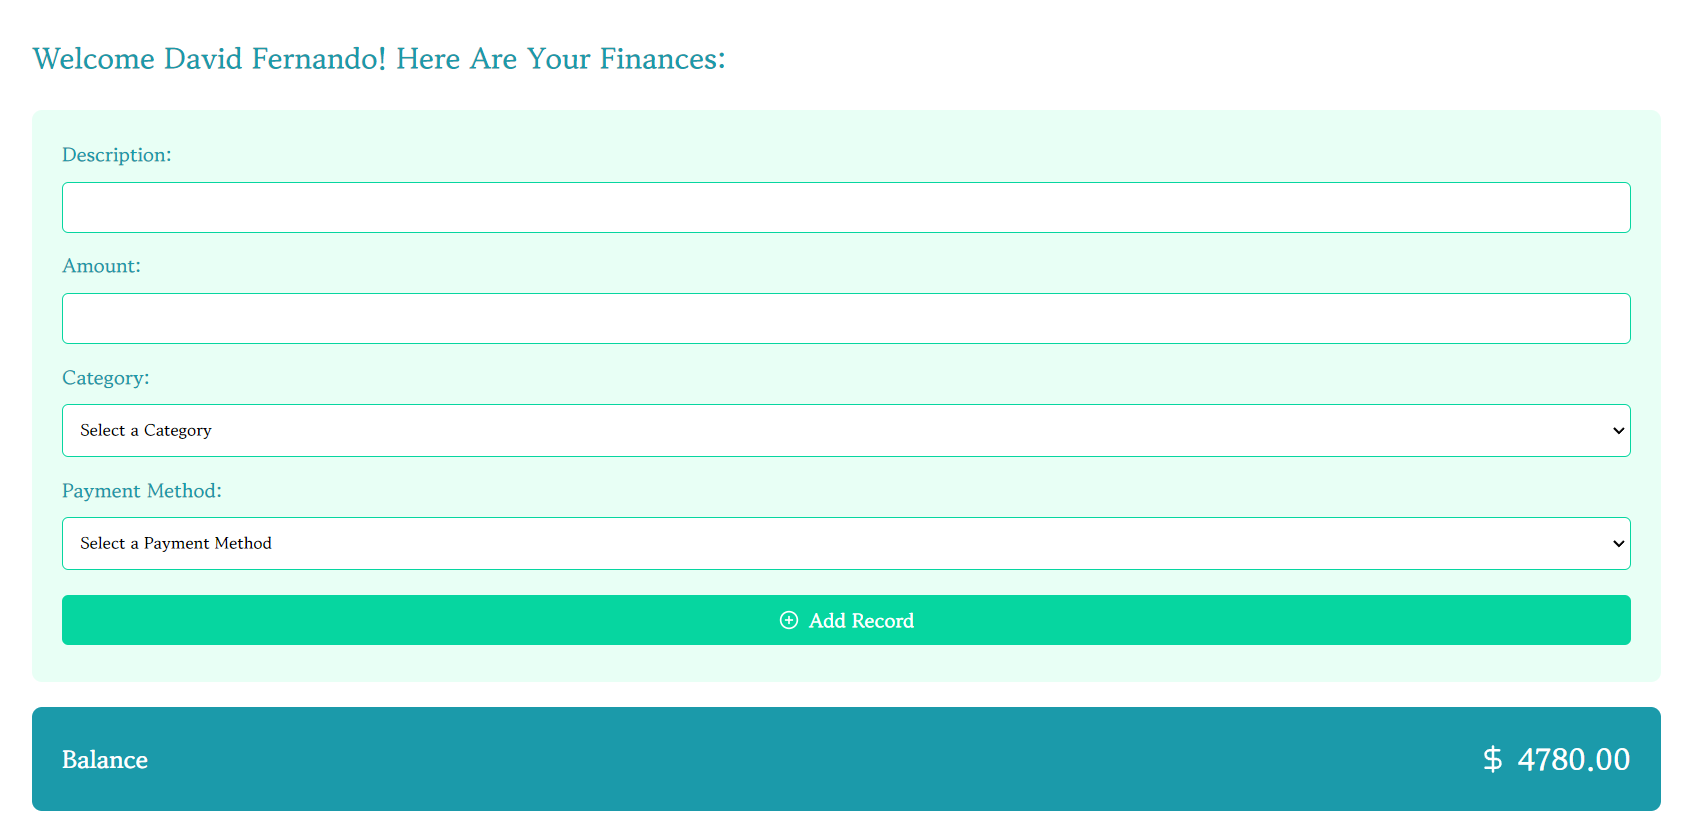 Welcome David Fernando! Here Are Your Finances:
Description:
Amount:
Category:
Select a Category
Payment Method:
Select a Payment Method
Add Record
Balance
$ 4780.00